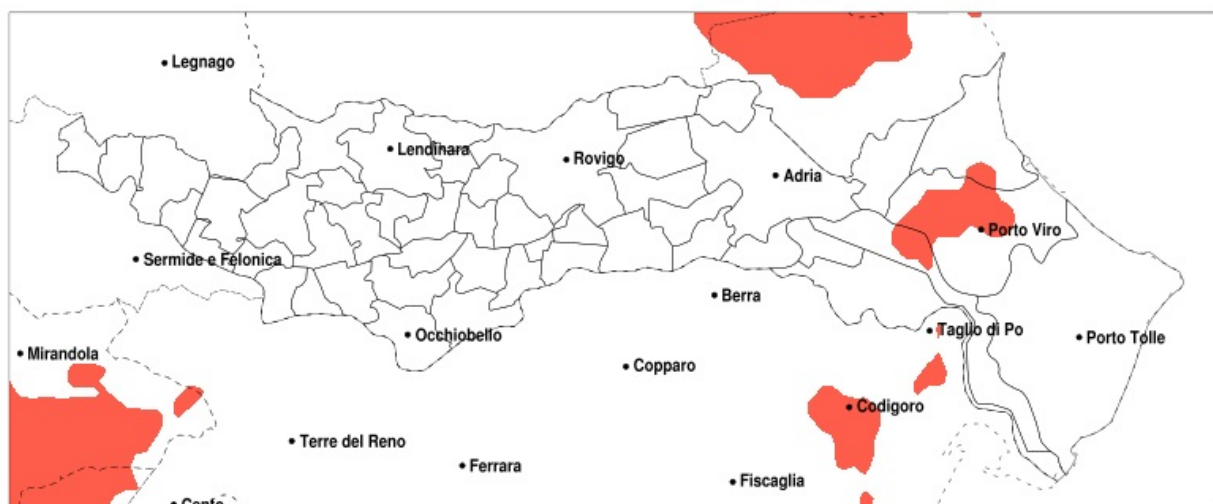 Legnago
Lendinara
Rovigo
Adria
Porto Viro
Sermide e Felonica
Berra
Taglio di Po
Porto Tolle
Occhiobello
Mirandola
Copparo
Codigoro
Terre del Reno
Ferrara
Fiscaglia